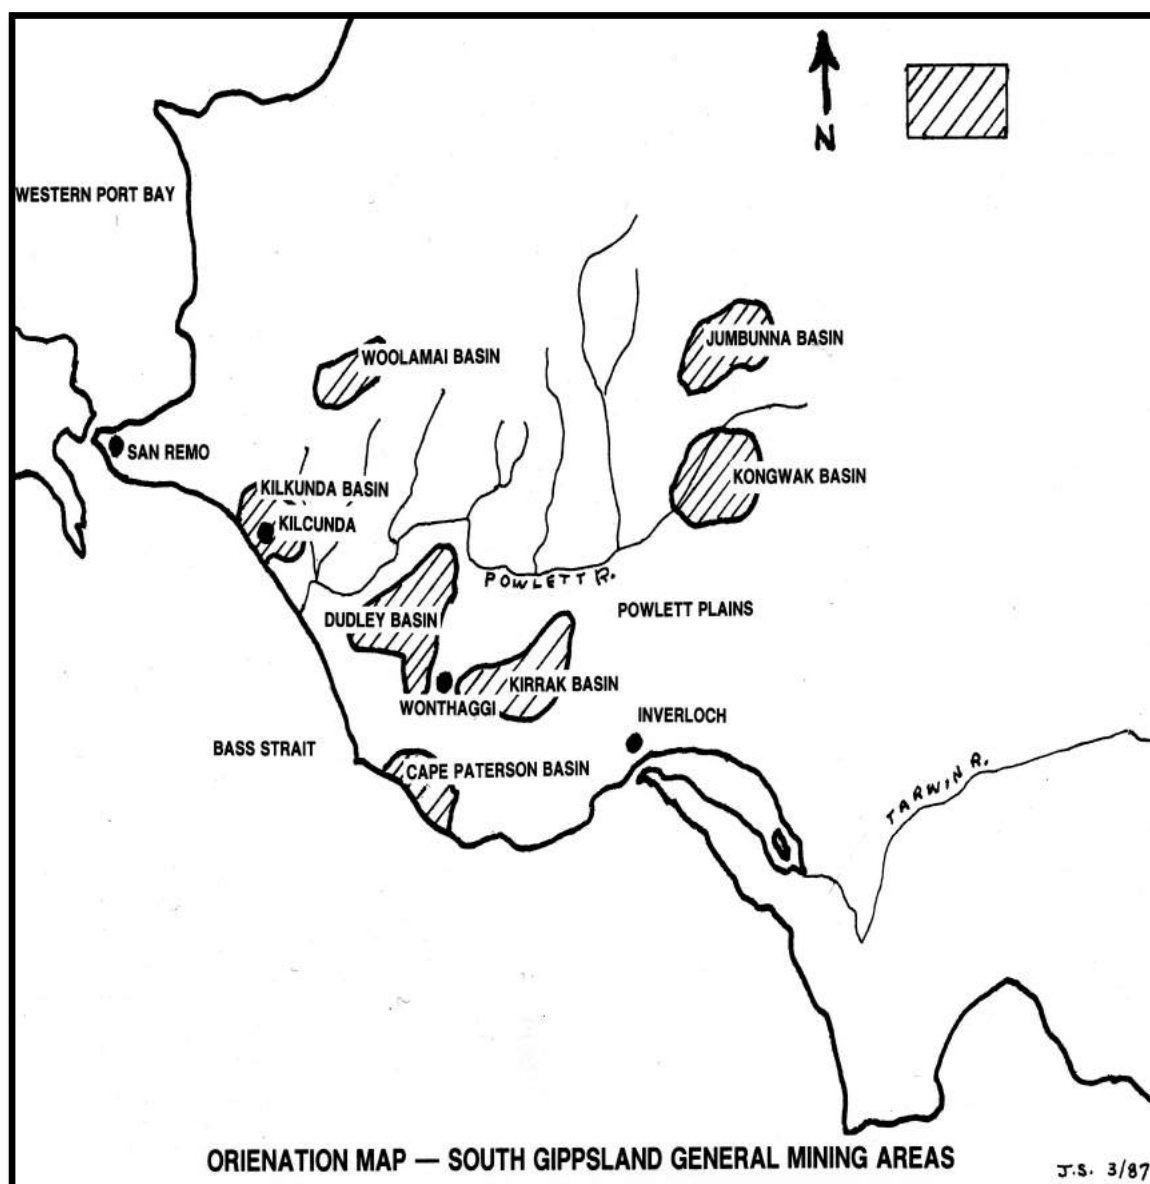 N
WESTERN PORT BAY
JUMBUNNA BASIN
WOOLAMAI BASIN
SAN REMO
KONGWAK BASIN
KILKUNDA BASIN
KILCUNDA
POWLETT R.
POWLETT PLAINS
DUDLEY BASIN
KIRRAK BASIN
WONTHAGGI
INVERLOCH
BASS STRAIT
CAPE PATERSON BASIN
TARWIN R.
ORIENATION MAP — SOUTH GIPPSLAND GENERAL MINING AREAS
J.S. 3/87